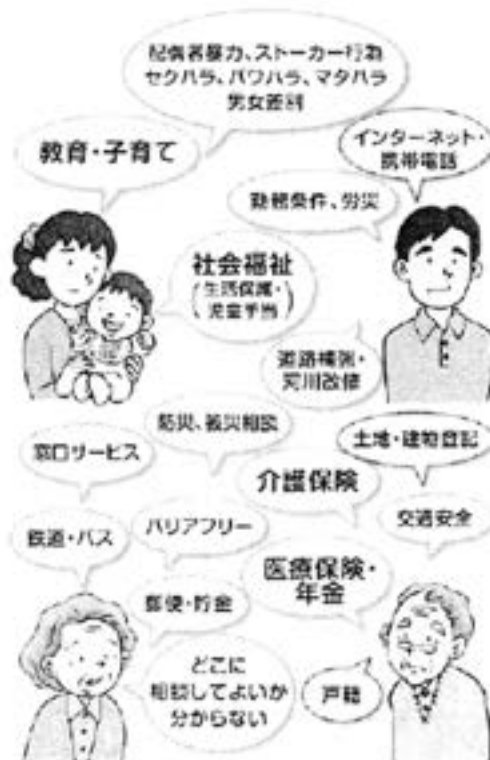 配偶者暴力、ストーカー行為
セクハラ、パワハラ、マタハラ
男女差別
教育・子育て
インターネット・
携帯電話
勤務条件、労災
社会福祉
(生活保護・
児童手当)
道路補修・
河川改修
防災、被災相談
窓口サービス
土地・建物登記
介護保険
交通安全
鉄道・バス
バリアフリー
医療保険・
年金
郵便・貯金
どこに
相談してよいか
分からない
戸籍